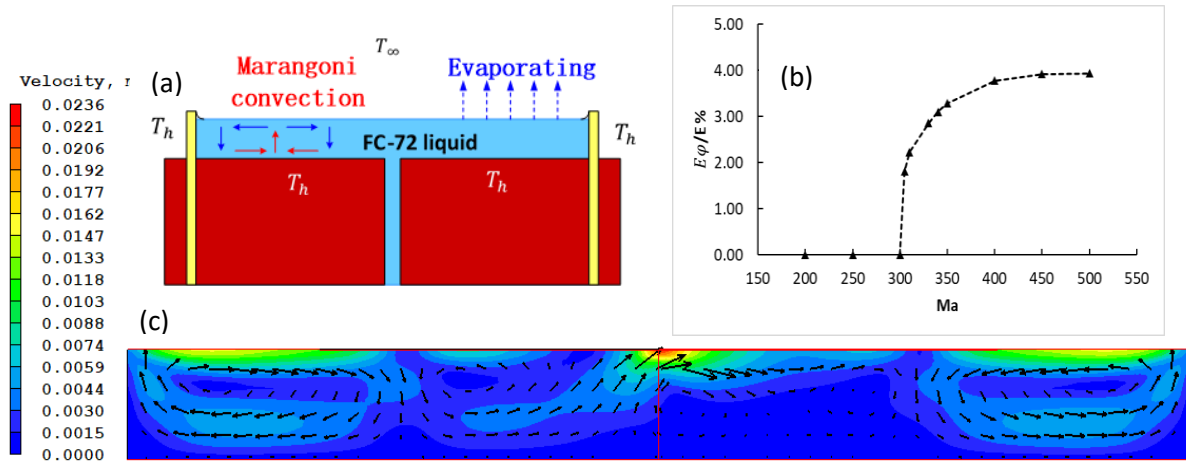 Velocity,
0.0236
0.0221
0.0206
0.0192
0.0177
0.0162
0.0147
0.0133
0.0118
0.0103
0.0088
0.0074
0.0059
0.0044
0.0030
0.0015
0.0000
(a)
T∞
Marangoni
convection
Evaporating
Th
FC-72 liquid
Th
Th
Th
(b)
Eφ/E%
5.00
4.00
3.00
2.00
1.00
0.00
150 200 250 300 350 400 450 500 550
Ma
(c)